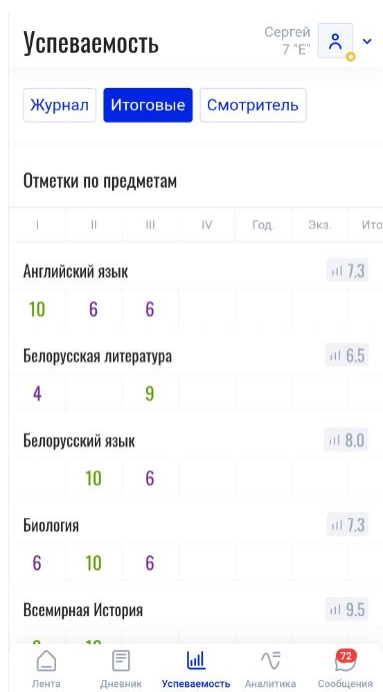 Успеваемость
Сергей
7 "Е"
Журнал Итоговые Смотритель
Отметки по предметам
I II III IV Год. Экз. Ито
Английский язык 7.3
10 6 6
Белорусская литература 6.5
4 9
Белорусский язык 8.0
10 6
Биология 7.3
6 10 6
Всемирная История 9.5
72
Лента Дневник Успеваемость Аналитика Сообщения